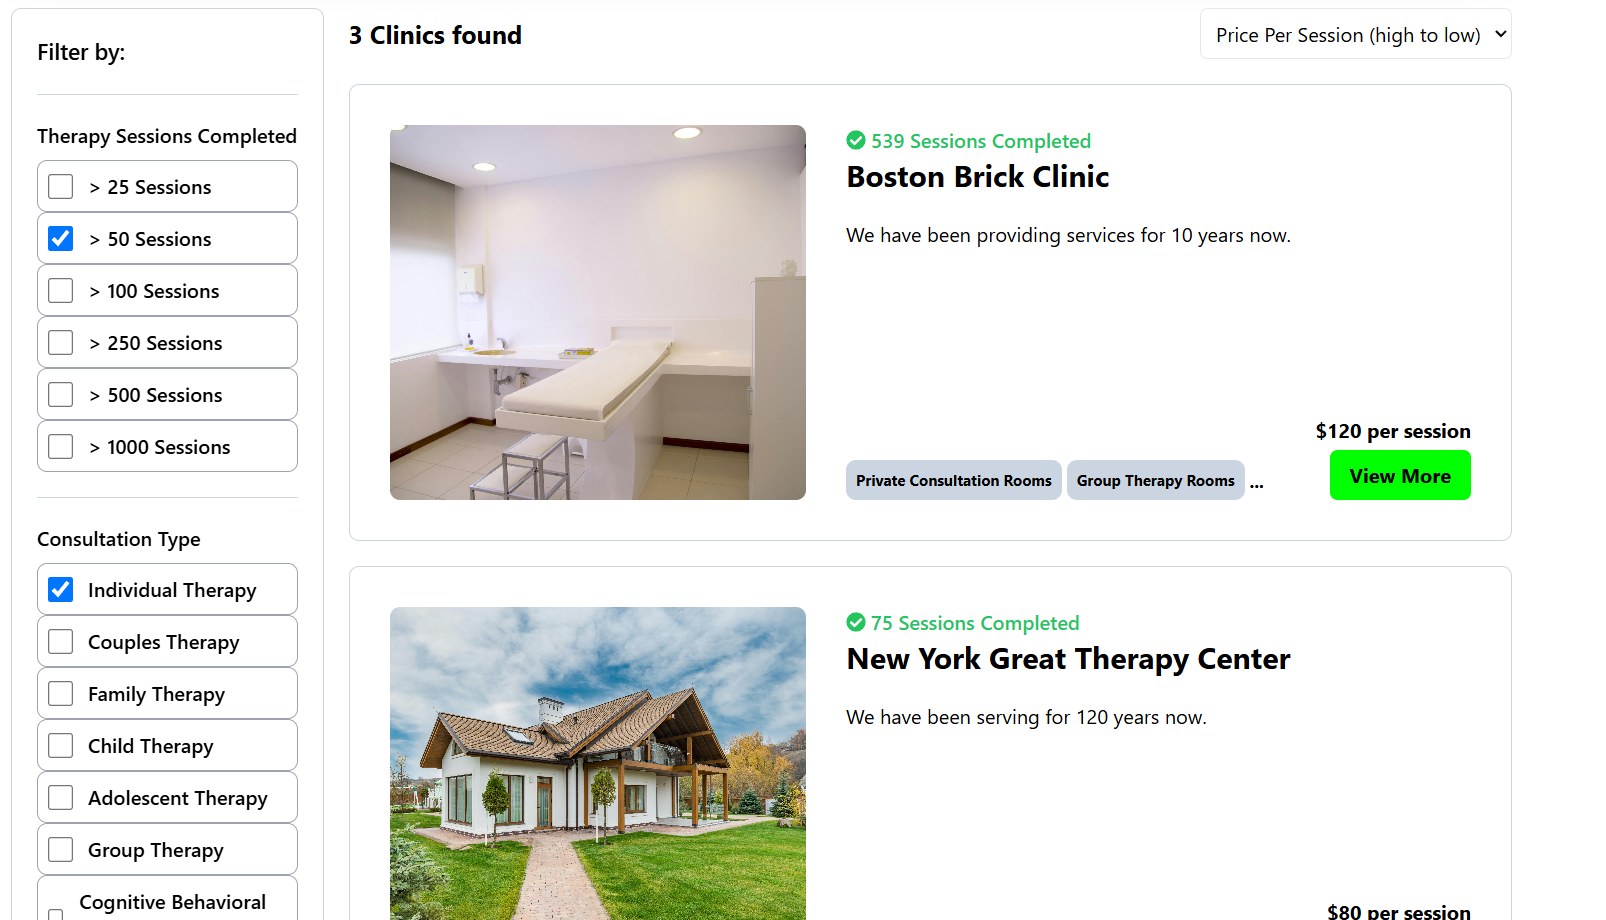 Filter by:
Therapy Sessions Completed
> 25 Sessions
> 50 Sessions
> 100 Sessions
> 250 Sessions
> 500 Sessions
> 1000 Sessions
Consultation Type
Individual Therapy
Couples Therapy
Family Therapy
Child Therapy
Adolescent Therapy
Group Therapy
Cognitive Behavioral
3 Clinics found
Price Per Session (high to low)
539 Sessions Completed
Boston Brick Clinic
We have been providing services for 10 years now.
$120 per session
Private Consultation Rooms
Group Therapy Rooms
...
View More
75 Sessions Completed
New York Great Therapy Center
We have been serving for 120 years now.
$80 per session